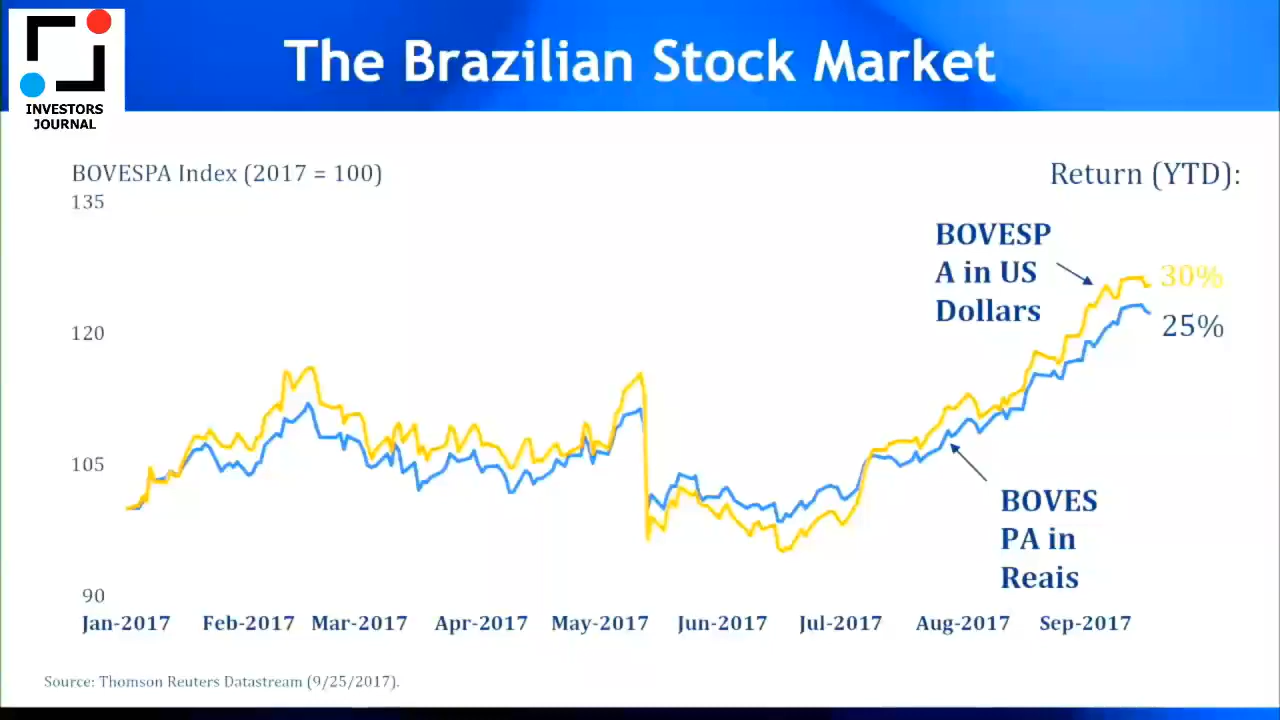 INVESTORS
JOURNAL
The Brazilian Stock Market
BOVESPA Index (2017 = 100)
Return (YTD):
135
BOVESP
A in US
Dollars
30%
25%
120
105
BOVES
PA in
Reais
90
Jan-2017 Feb-2017 Mar-2017 Apr-2017 May-2017 Jun-2017 Jul-2017 Aug-2017 Sep-2017
Source: Thomson Reuters Datastream (9/25/2017).